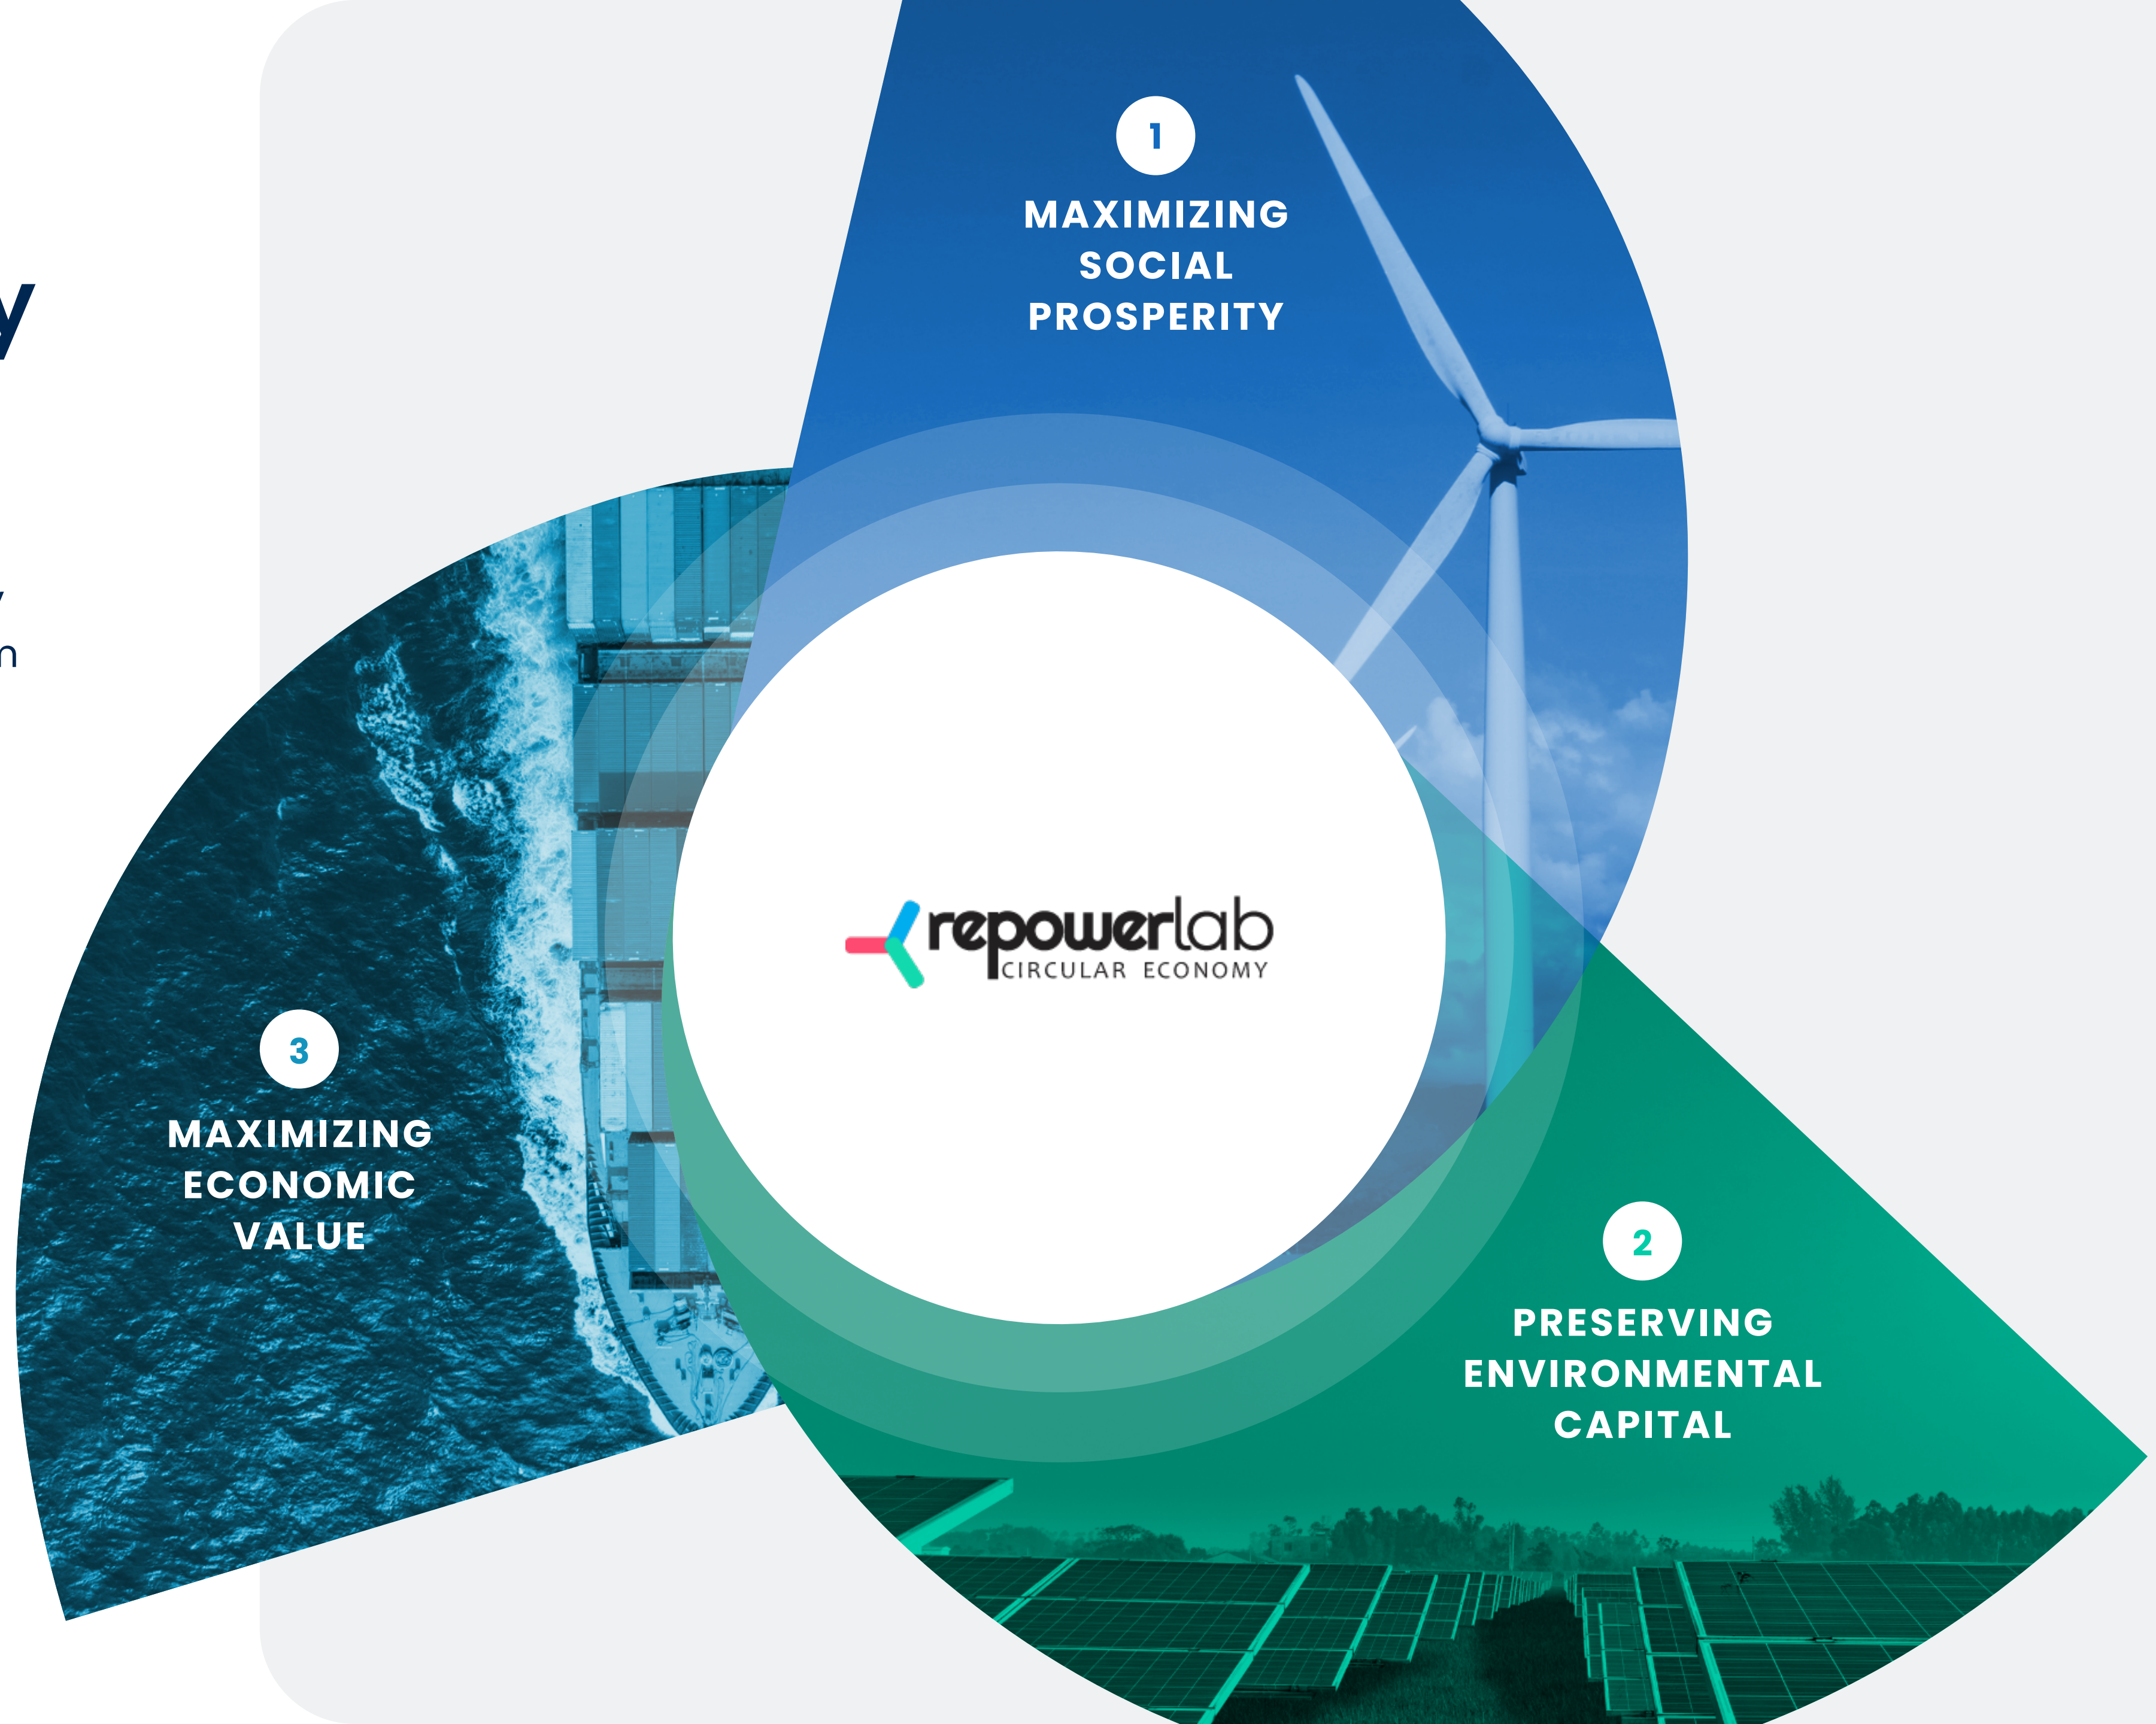 1
MAXIMIZING
SOCIAL
PROSPERITY
repowerlab
CIRCULAR ECONOMY
2
PRESERVING
ENVIRONMENTAL
CAPITAL
3
MAXIMIZING
ECONOMIC
VALUE